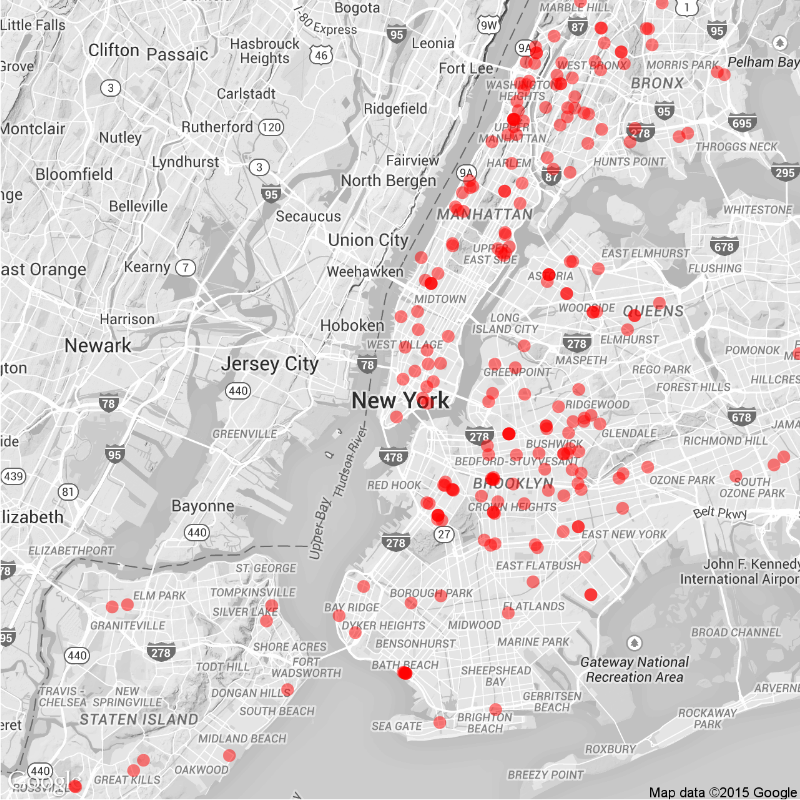 MARBLE HILL
Bogota
Little Falls
I-80 Express
9W
87
1
95
Clifton
Passaic
Hasbrouck
Heights
46
Leonia
95
9A
Fort Lee
WEST BRONX
MORRIS PARK
Pelham Bay
Grove
3
Carlstadt
WASHINGTON
HEIGHTS
BRONX
Ridgefield
95
Montclair
Nutley
Rutherford
120
UPPER
MANHATTAN
278
695
Lyndhurst
3
Fairview
HARLEM
HUNTS POINT
THROGGS NECK
Bloomfield
North Bergen
9A
87
295
nge
95
Belleville
Secaucus
MANHATTAN
WHITESTONE
Union City
678
UPPER
EAST SIDE
EAST ELMHURST
ast Orange
Kearny
7
Weehawken
ASTORIA
FLUSHING
MIDTOWN
WOODSIDE
QUEENS
Harrison
Hoboken
LONG
ISLAND CITY
Newark
WEST VILLAGE
278
ELMHURST
Jersey City
78
MASPETH
POMONOK
gton
GREENPOINT
REGO PARK
HILLCRES
440
FOREST HILLS
78
New York
RIDGEWOOD
678
GREENVILLE
GLENDALE
JAMA
ide
95
278
BUSHWICK
RICHMOND HILL
478
BEDFORD-STUYVESANT
439
RED HOOK
BROOKLYN
OZONE PARK
SOUTH
OZONE PARK
81
Hudson River
CROWN HEIGHTS
Bayonne
Upper Bay
Belt Pkwy
lizabeth
440
278
27
EAST NEW YORK
ELIZABETHPORT
78
ST. GEORGE
EAST FLATBUSH
John F. Kennedy
International Airpor
ELM PARK
TOMPKINSVILLE
BOROUGH PARK
SILVER LAKE
BAY RIDGE
FLATLANDS
GRANITEVILLE
DYKER HEIGHTS
MIDWOOD
BROAD CHANNEL
95
278
SHORE ACRES
BENSONHURST
MARINE PARK
440
TODT HILL
FORT
WADSWORTH
BATH BEACH
SHEEPSHEAD
BAY
Gateway National
Recreation Area
TRAVIS -
CHELSEA
NEW
SPRINGVILLE
DONGAN HILLS
GERRITSEN
BEACH
ARVERNE
eret
STATEN ISLAND
SOUTH BEACH
SEA GATE
BRIGHTON
BEACH
ROCKAWAY
PARK
MIDLAND BEACH
ROXBURY
440
GREAT KILLS
OAKWOOD
BREEZY POINT
Google
ROSSVILLE
Map data ©2015 Google